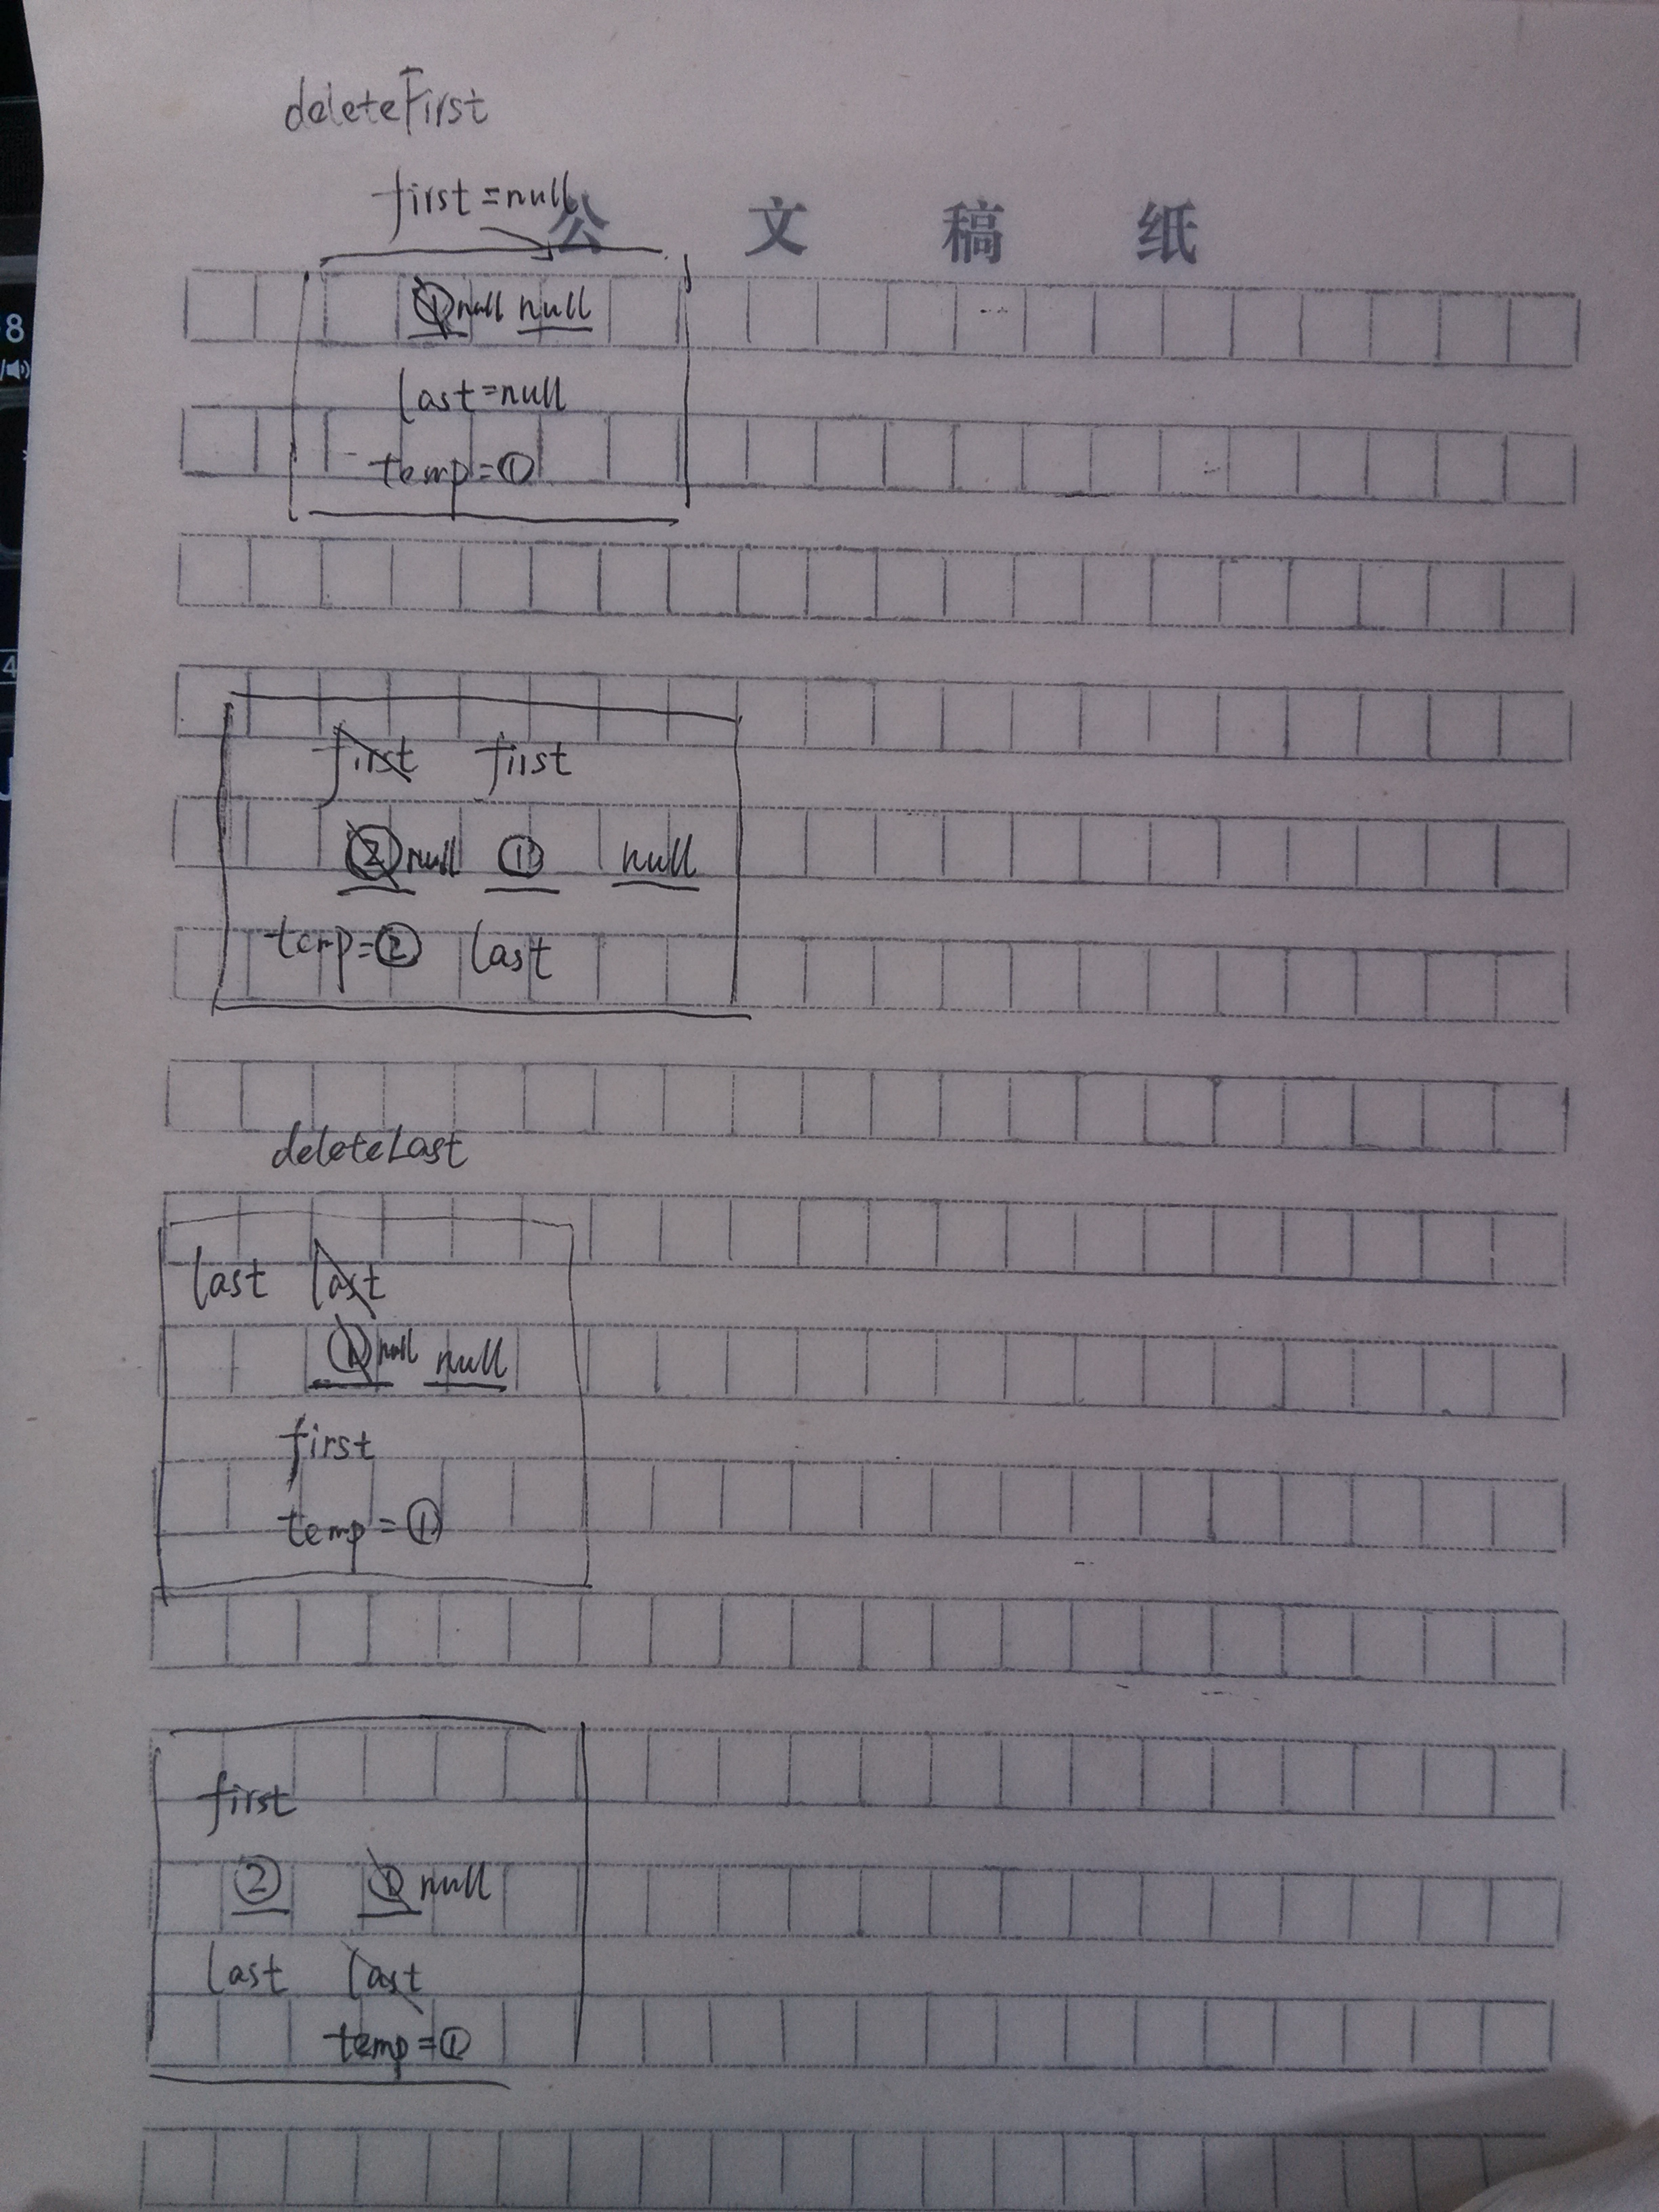 deleteFirst
first=null
公文稿纸
① null null
last=null
temp=①
first first
② null ① null
temp=② last
deleteLast
last last
① null null
first
temp=①
first
② ① null
last last
temp=①
8
4